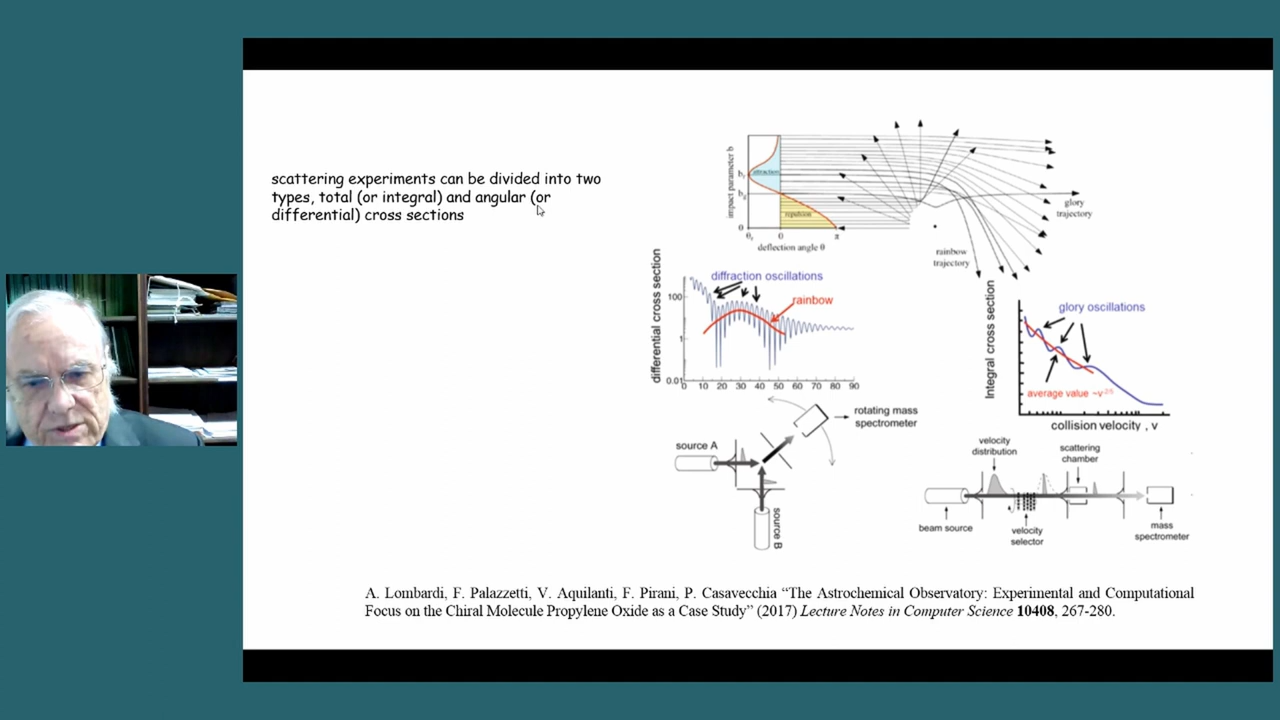 scattering experiments can be divided into two
types, total (or integral) and angular (or
differential) cross sections
impact parameter b
attraction
repulsion
0
0
π
deflection angle θ
glory
trajectory
rainbow
trajectory
differential cross section
diffraction oscillations
rainbow
100
1
0.01
0 10 20 30 40 50 60 70 80 90
Integral cross section
glory oscillations
average value ~v
collision velocity , v
source A
source B
rotating mass
spectrometer
velocity
distribution
scattering
chamber
beam source
velocity
selector
mass
spectrometer
A. Lombardi, F. Palazzetti, V. Aquilanti, F. Pirani, P. Casavecchia “The Astrochemical Observatory: Experimental and Computational
Focus on the Chiral Molecule Propylene Oxide as a Case Study” (2017) Lecture Notes in Computer Science 10408, 267-280.